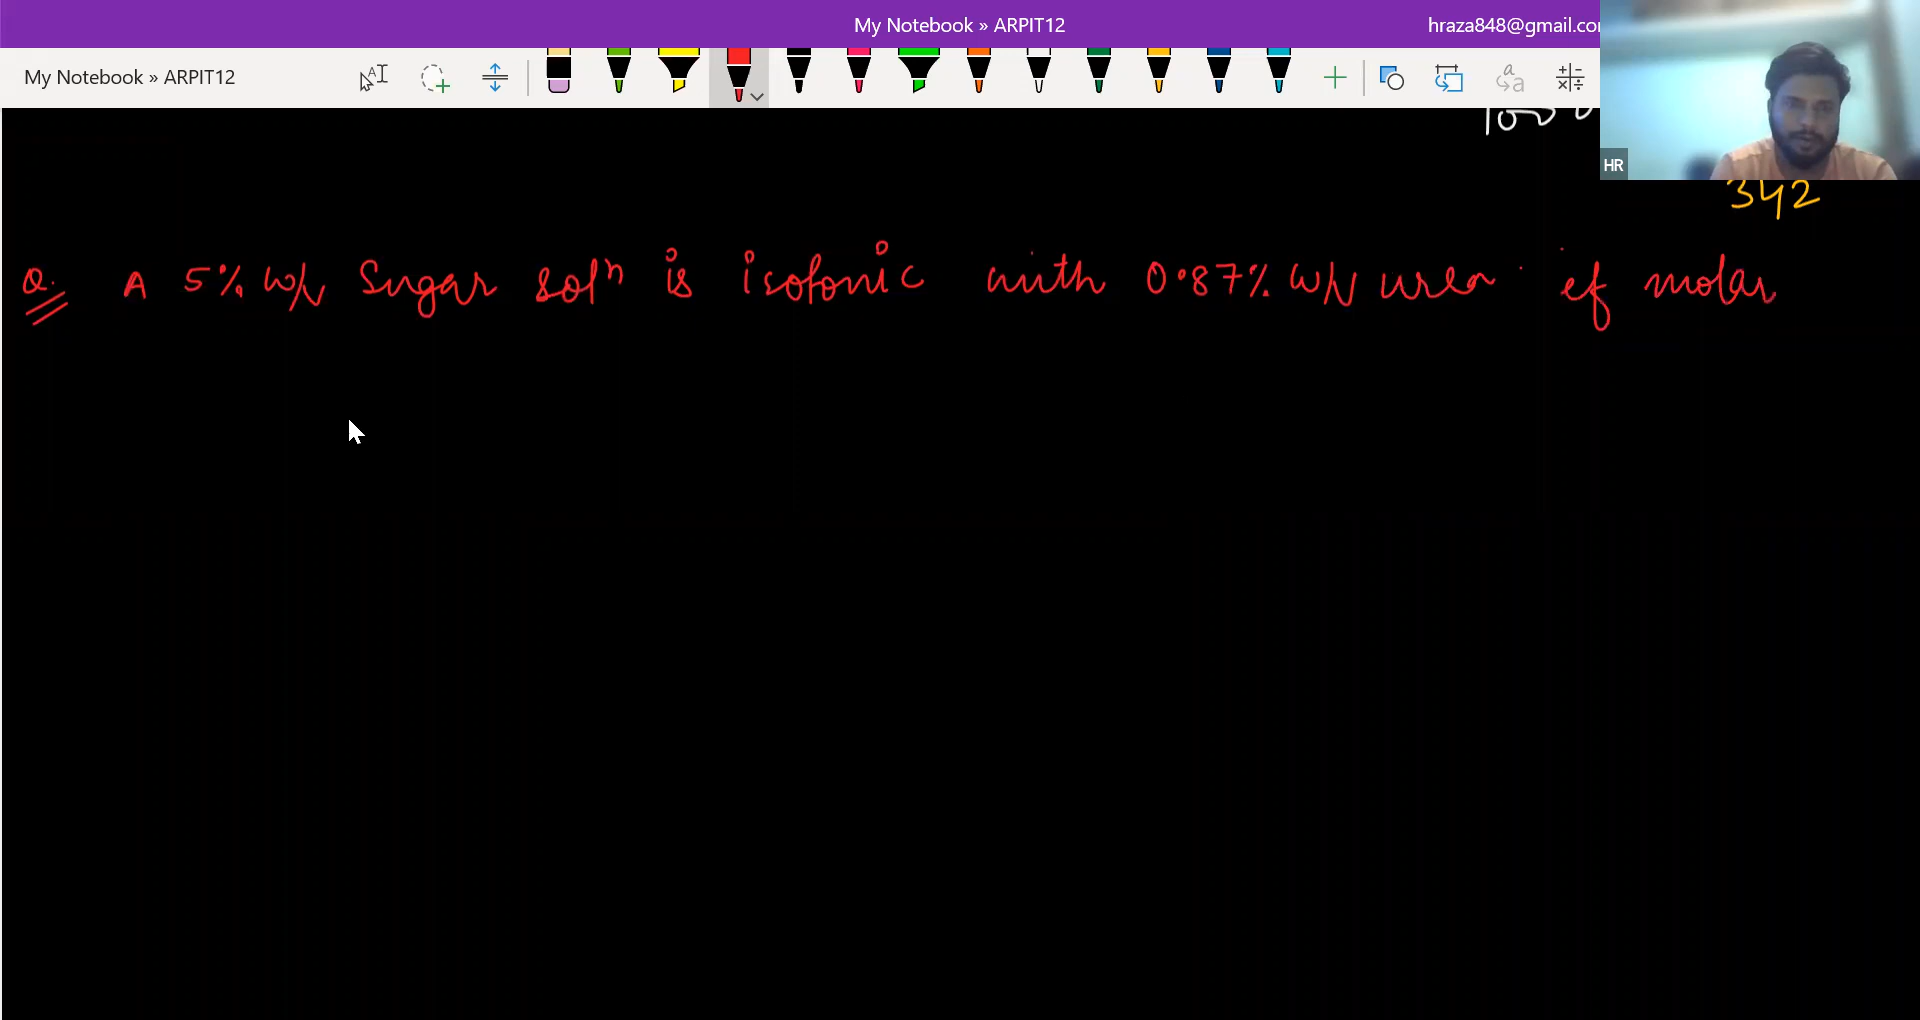 My Notebook » ARPIT12
hraza848@gmail.co
My Notebook » ARPIT12
HR
342
Q. A 5% W/V Sugar solⁿ is isotonic with 0.87% W/V urea if molar